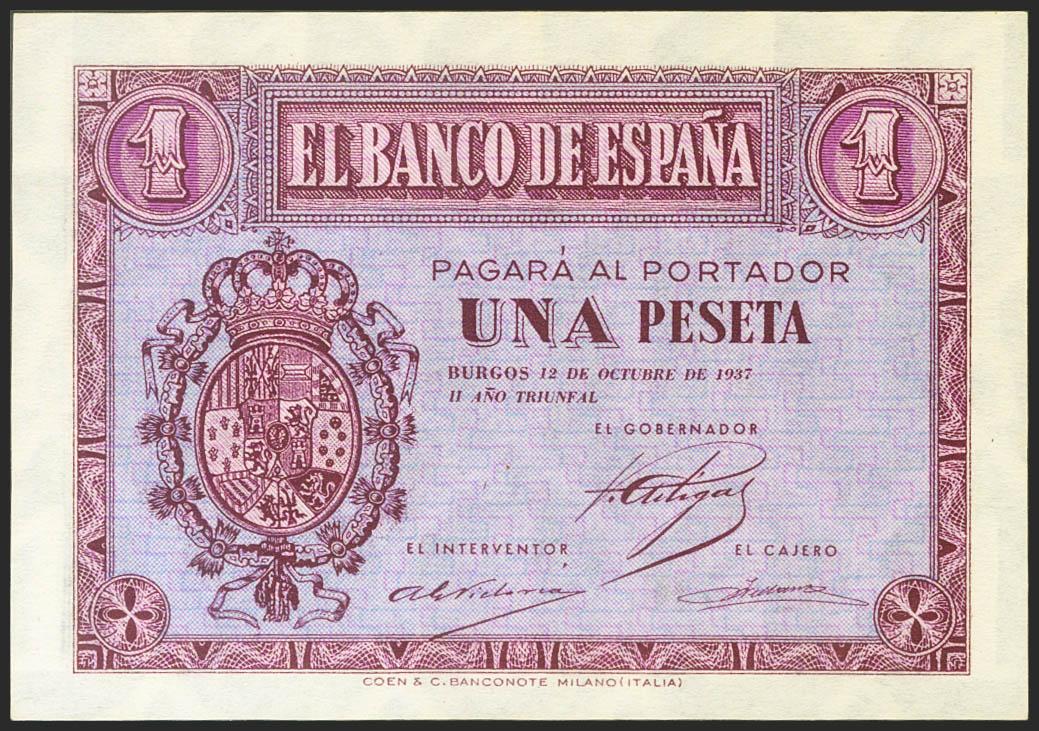 1 EL BANCO DE ESPAÑA 1
PAGARÁ AL PORTADOR
UNA PESETA
BURGOS 12 DE OCTUBRE DE 1937
II AÑO TRIUNFAL
EL GOBERNADOR
EL INTERVENTOR
EL CAJERO
COEN & C. BANCONOTE MILANO (ITALIA)